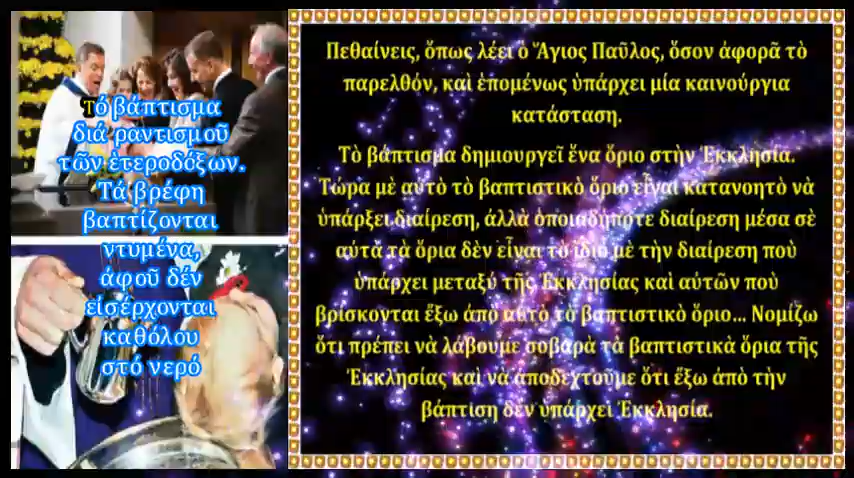 Τό βάπτισμα
διά ραντισμοῦ
τῶν ἑτεροδόξων.
Τά βρέφη
βαπτίζονται
ντυμένα,
ἀφοῦ δέν
εἰσέρχονται
καθόλου
στό νερό
Πεθαίνεις, ὅπως λέει ὁ Ἅγιος Παῦλος, ὅσον ἀφορᾶ τὸ
παρελθόν, καὶ ἑπομένως ὑπάρχει μία καινούργια
κατάσταση.
Τὸ βάπτισμα δημιουργεῖ ἕνα ὅριο στὴν Ἐκκλησία.
Τώρα μὲ αὐτὸ τὸ βαπτιστικὸ ὅριο εἶναι κατανοητὸ νὰ
ὑπάρξει διαίρεση, ἀλλὰ ὁποιαδήποτε διαίρεση μέσα σὲ
αὐτὰ τὰ ὅρια δὲν εἶναι τὸ ἴδιο μὲ τὴν διαίρεση ποὺ
ὑπάρχει μεταξύ τῆς Ἐκκλησίας καὶ αὐτῶν ποὺ
βρίσκονται ἔξω ἀπὸ αὐτὸ τὸ βαπτιστικὸ ὅριο... Νομίζω
ὅτι πρέπει νὰ λάβουμε σοβαρὰ τὰ βαπτιστικὰ ὅρια τῆς
Ἐκκλησίας καὶ νὰ ἀποδεχτοῦμε ὅτι ἔξω ἀπὸ τὴν
βάπτιση δὲν ὑπάρχει Ἐκκλησία.